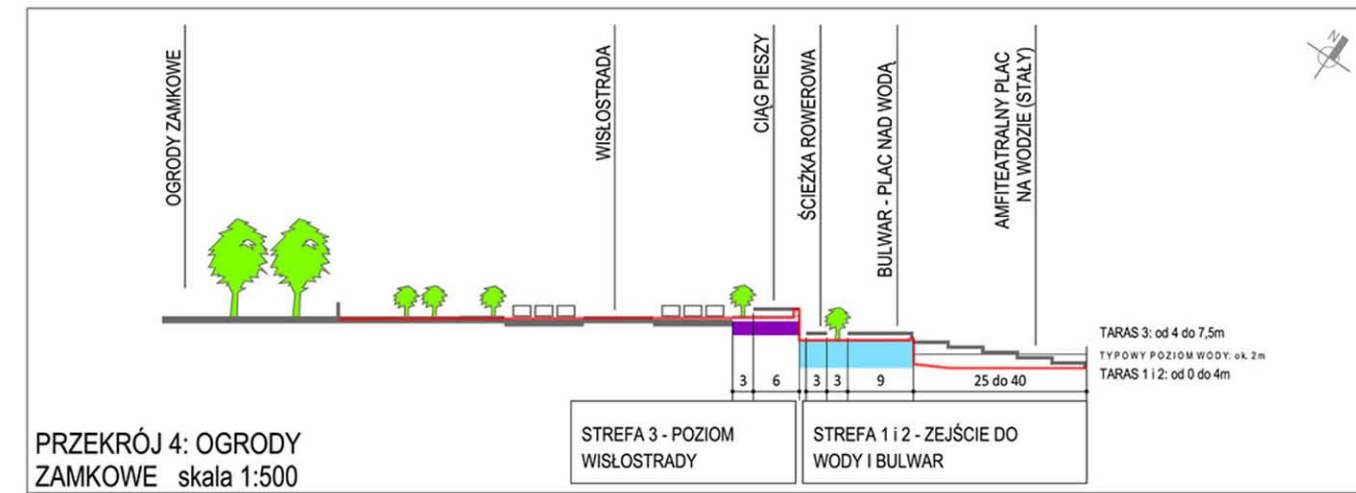 N
OGRODY ZAMKOWE
WISŁOSTRADA
CIĄG PIESZY
ŚCIEŻKA ROWEROWA
BULWAR - PLAC NAD WODĄ
AMFITEATRALNY PLAC
NA WODZIE (STAŁY)
TARAS 3: od 4 do 7,5m
TYPOWY POZIOM WODY: ok. 2m
TARAS 1 i 2: od 0 do 4m
3 6 3 3 9 25 do 40
STREFA 3 - POZIOM
WISŁOSTRADY
STREFA 1 i 2 - ZEJŚCIE DO
WODY I BULWAR
PRZEKRÓJ 4: OGRODY
ZAMKOWE skala 1:500